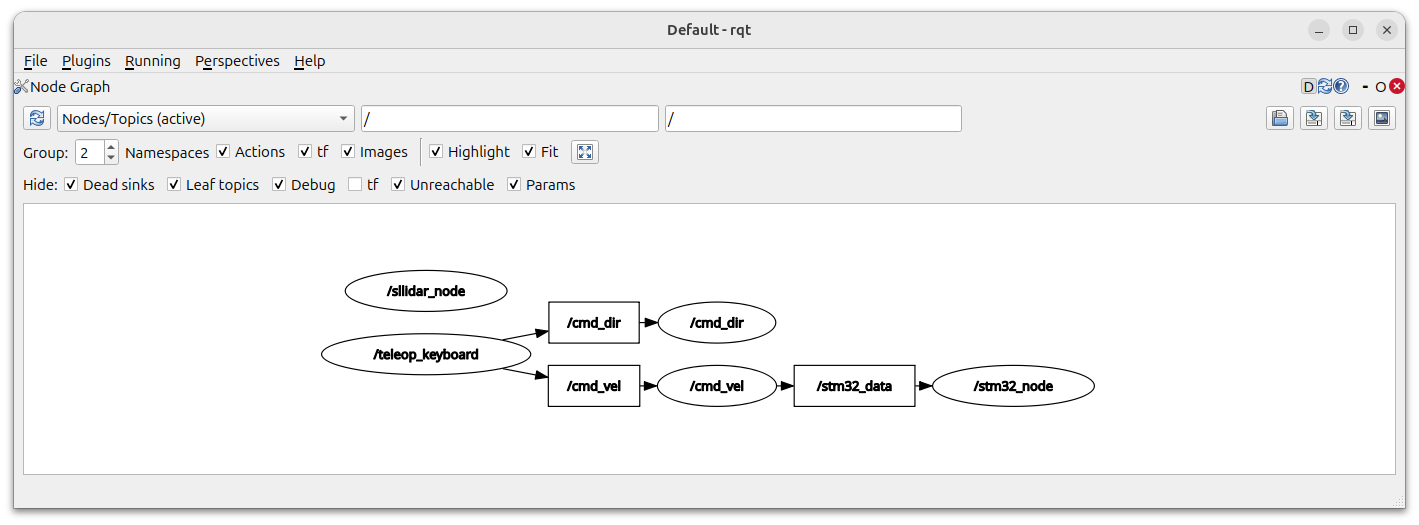 Default - rqt
File Plugins Running Perspectives Help
Node Graph D - O
Nodes/Topics (active) / /
Group: 2 Namespaces Actions tf Images Highlight Fit
Hide: Dead sinks Leaf topics Debug tf Unreachable Params
/sllidar_node
/cmd_dir /cmd_dir
/teleop_keyboard
/cmd_vel /cmd_vel /stm32_data /stm32_node